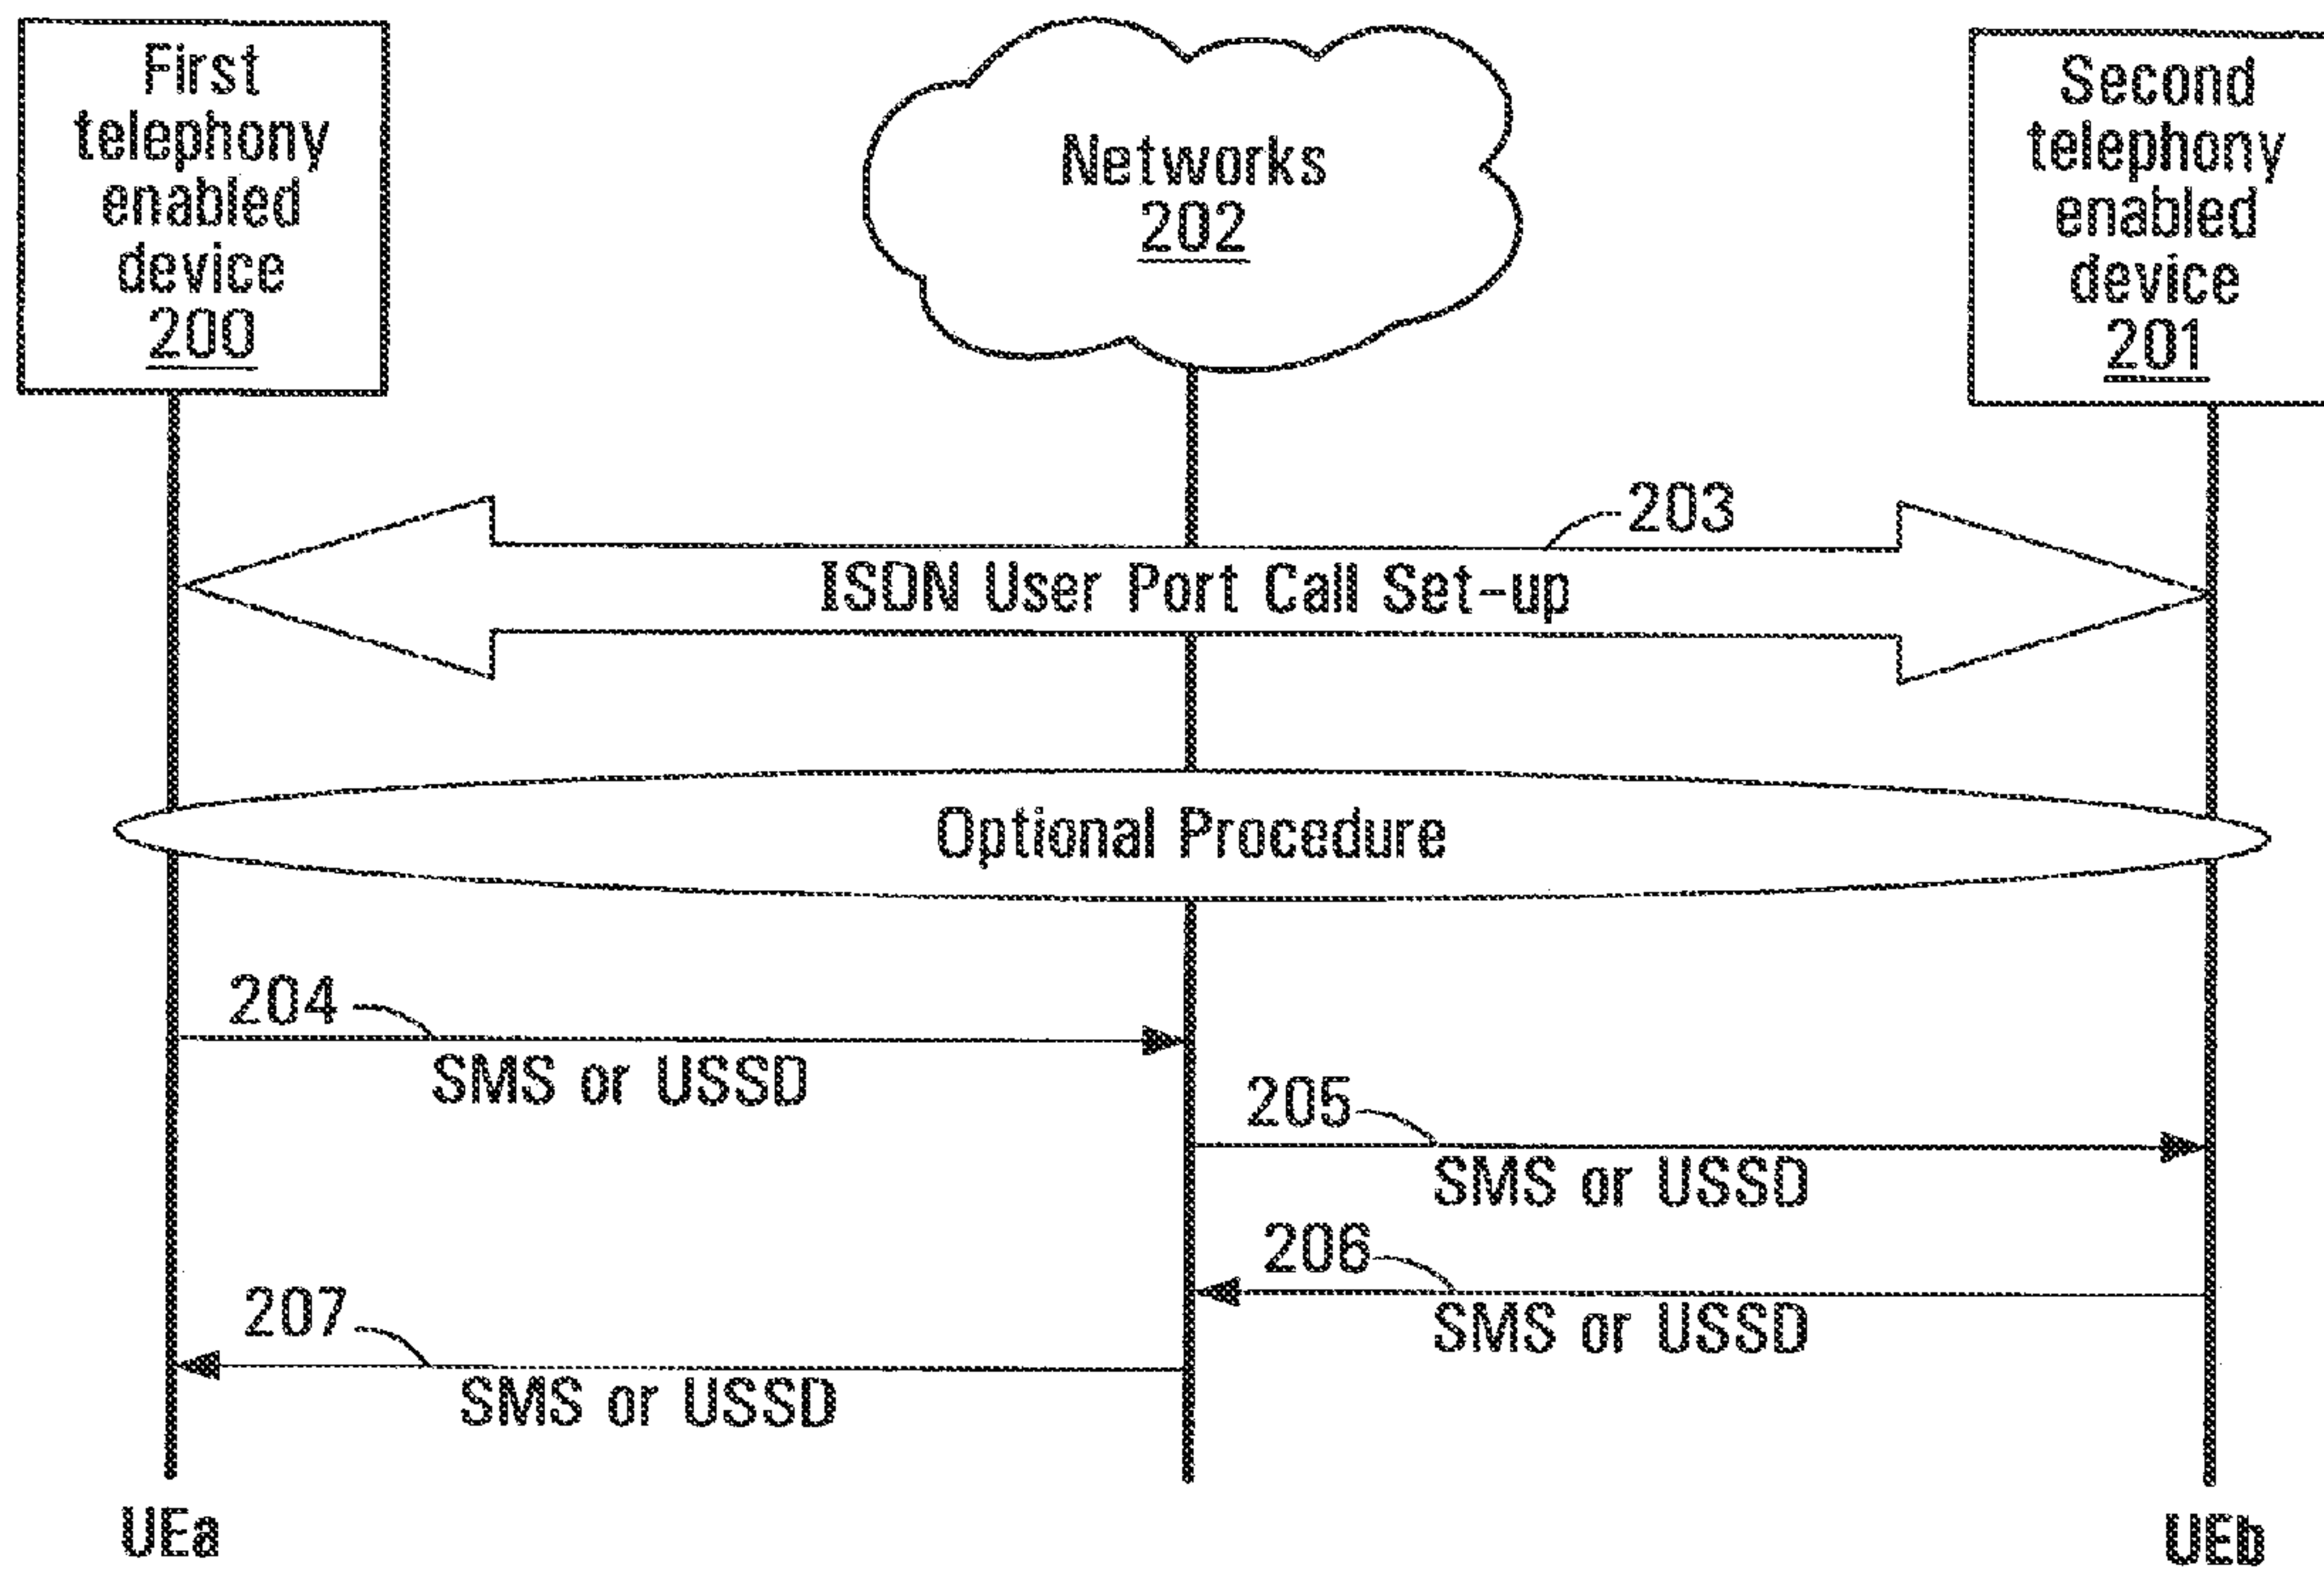 First
telephony
enabled
device
200
Networks
202
Second
telephony
enabled
device
201
203
ISDN User Port Call Set-up
Optional Procedure
204
SMS or USSD
205
SMS or USSD
206
SMS or USSD
207
SMS or USSD
UEa
UEb